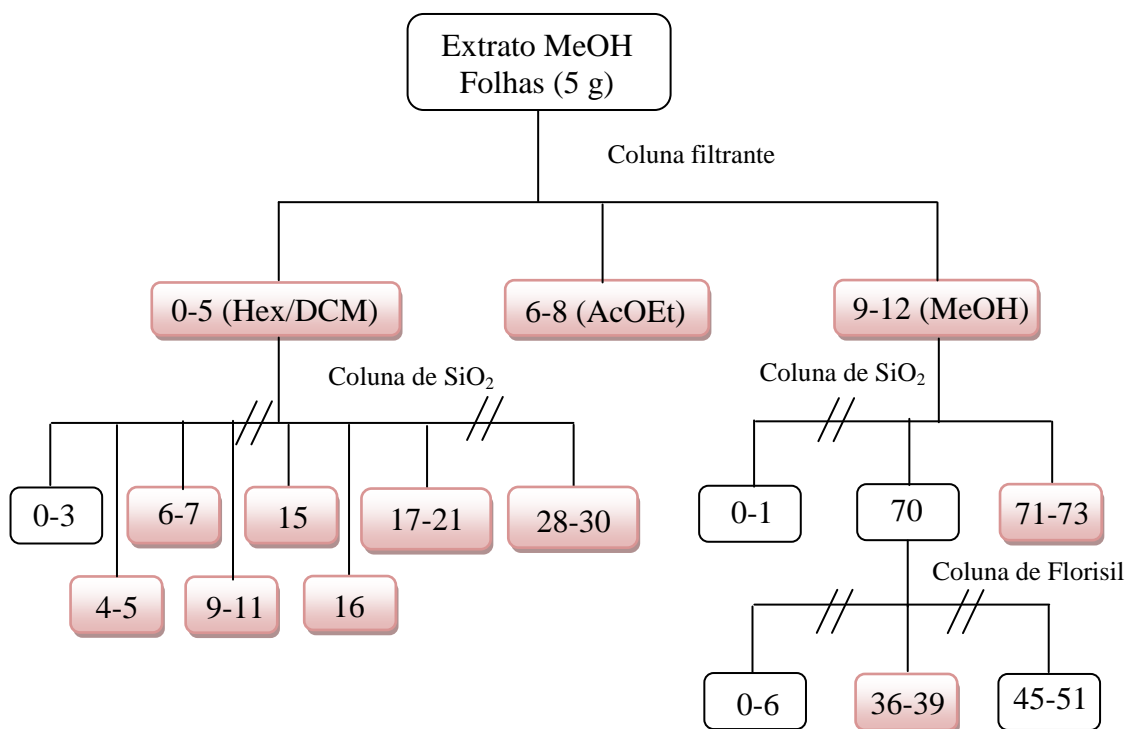 Extrato MeOH
Folhas (5 g)
Coluna filtrante
0-5 (Hex/DCM)
6-8 (AcOEt)
9-12 (MeOH)
Coluna de SiO₂
Coluna de SiO₂
0-3
6-7
15
17-21
28-30
0-1
70
71-73
4-5
9-11
16
Coluna de Florisil
0-6
36-39
45-51